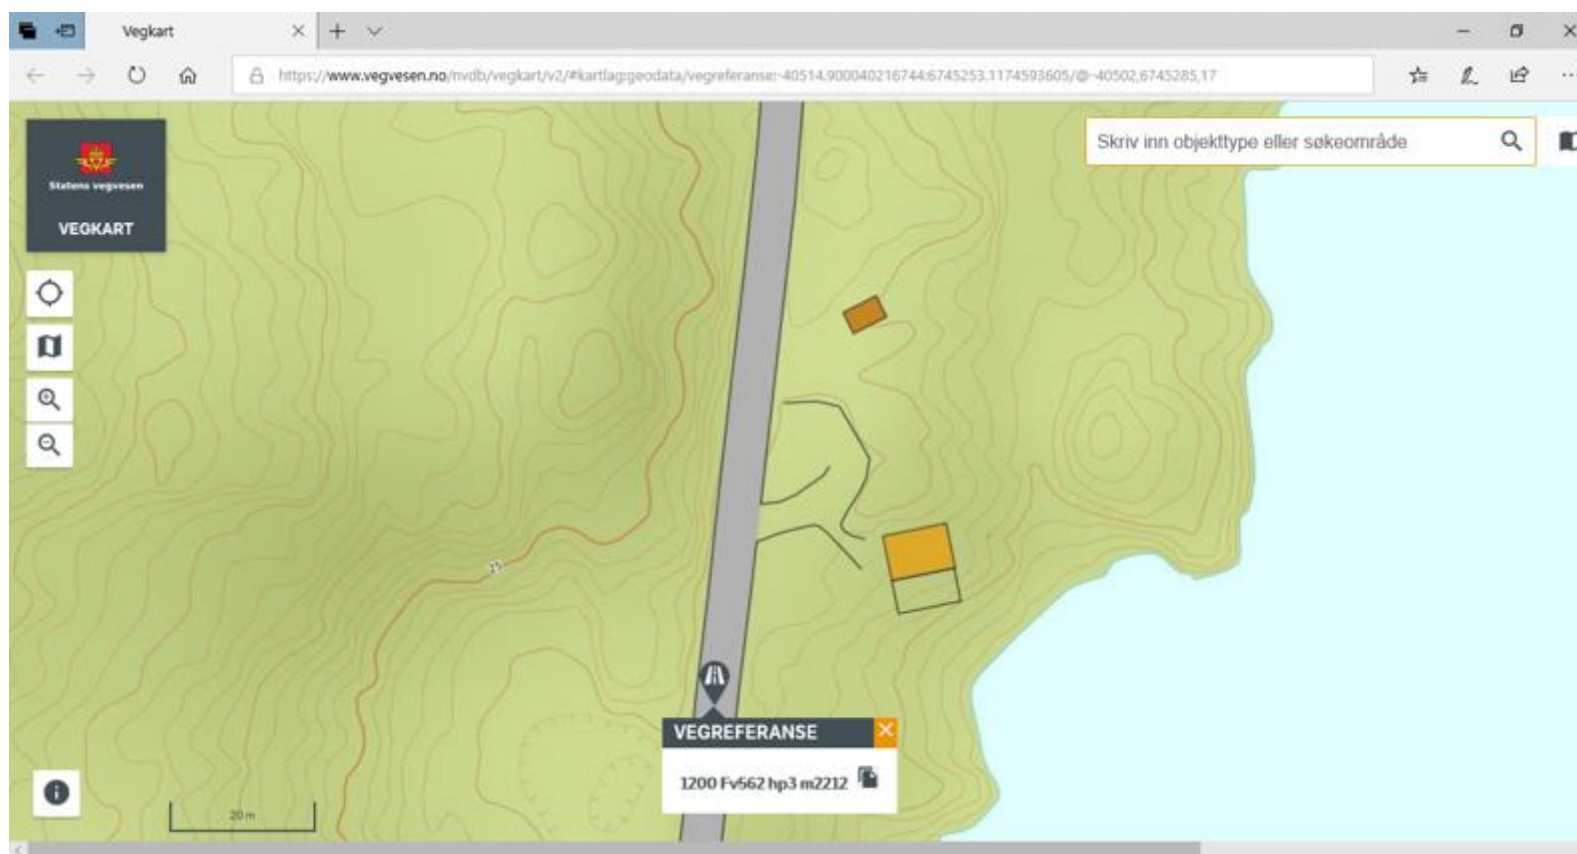 Vegkart
https://www.vegvesen.no/nvdb/vegkart/v2/#kartlag:geodata/vegreferanse:-40514.900040216744:6745253.1174593605/@-40502,6745285,17
Statens vegvesen
VEGKART
Skriv inn objekttype eller søkeområde
25
VEGREFERANSE
1200 Fv562 hp3 m2212
20 m